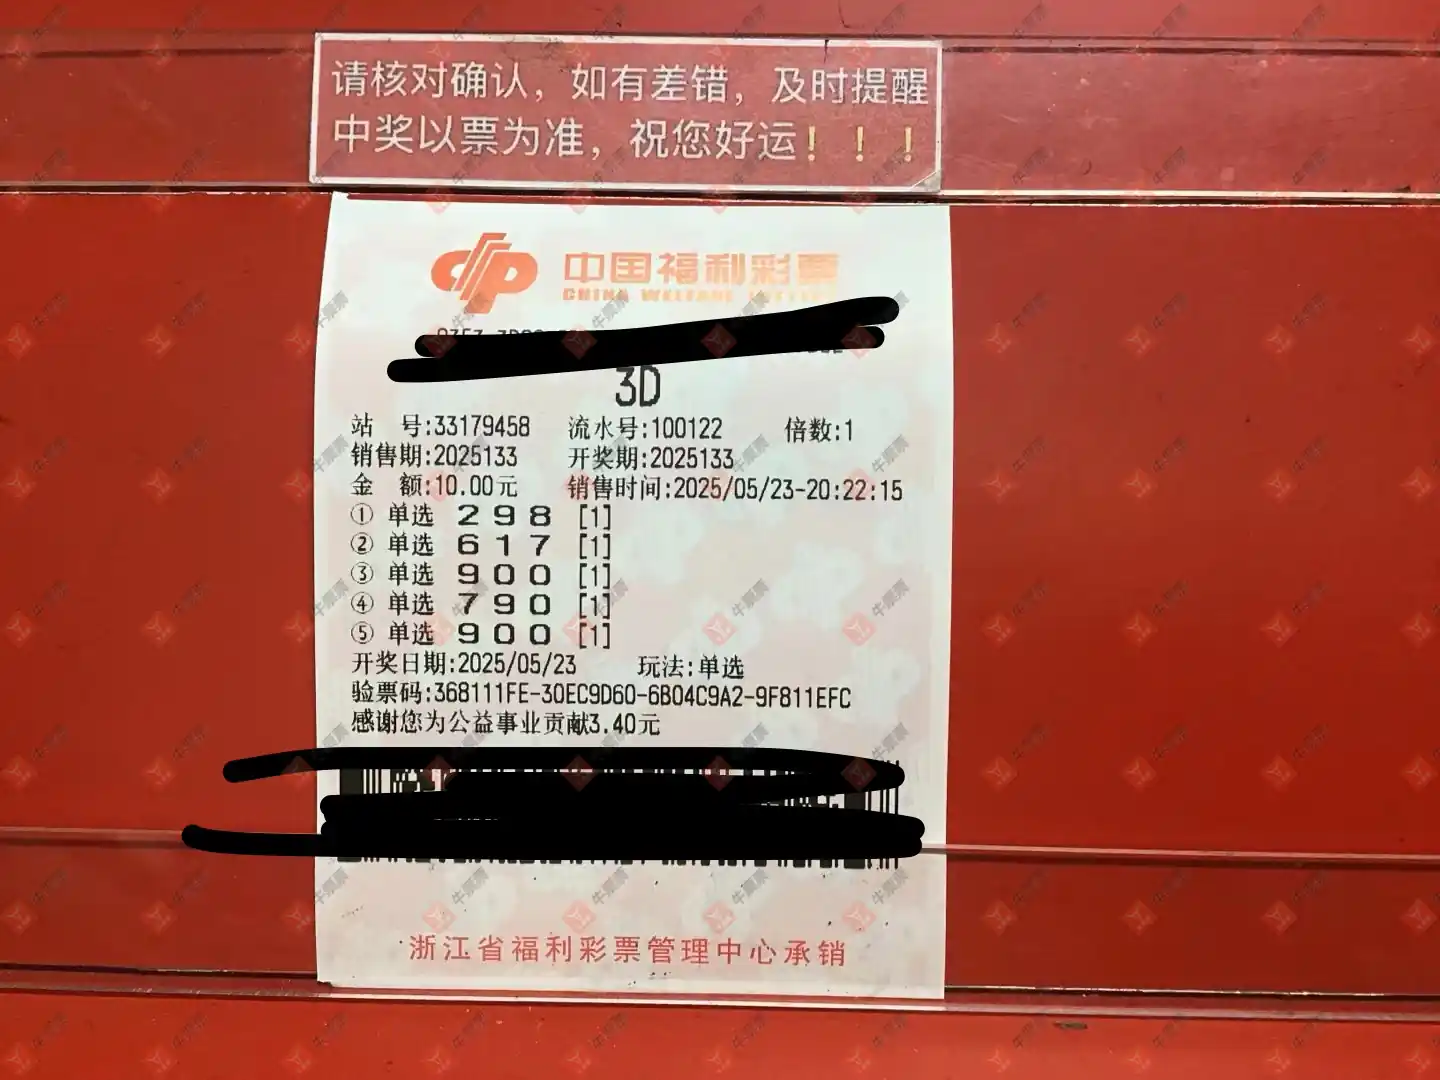 请核对确认，如有差错，及时提醒
中奖以票为准，祝您好运！！！
中国福利彩票
CHINA WELFARE LOTTERY
3D
站 号:33179458 流水号:100122 倍数:1
销售期:2025133 开奖期:2025133
金 额:10.00元 销售时间:2025/05/23-20:22:15
① 单选 2 9 8 [1]
② 单选 6 1 7 [1]
③ 单选 9 0 0 [1]
④ 单选 7 9 0 [1]
⑤ 单选 9 0 0 [1]
开奖日期:2025/05/23 玩法:单选
验票码:368111FE-30EC9D60-6B04C9A2-9F811EFC
感谢您为公益事业贡献3.40元
浙江省福利彩票管理中心承销
牛票票